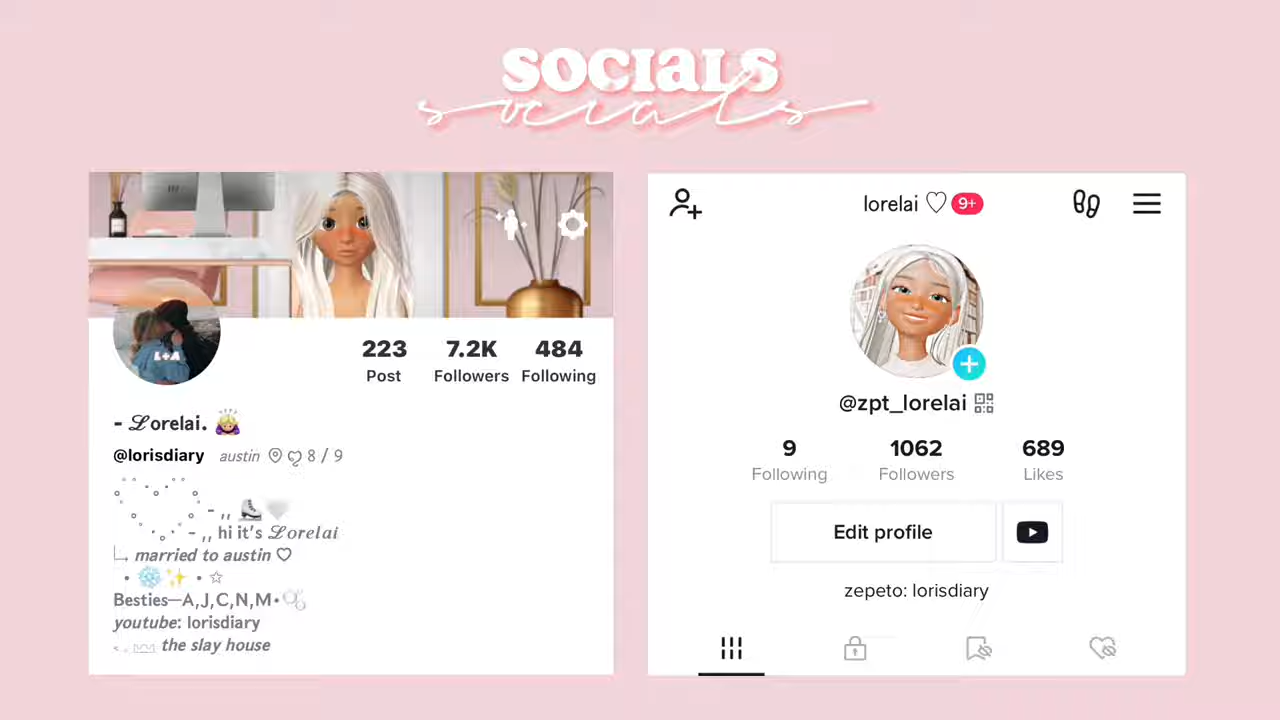 SOCIALS
socials
L+A
223 7.2K 484
Post Followers Following
- ℒorelai. 🙇🏼‍♀️
@lorisdiary austin 8 / 9
- ,, ⛸️🤍
- ,, hi it's ℒorelai
married to austin ♡
• ❄️✨ • ☆
Besties—A,J,C,N,M•🫧
youtube: lorisdiary
the slay house
lorelai ♡ 9+
@zpt_lorelai
9 1062 689
Following Followers Likes
Edit profile
zepeto: lorisdiary